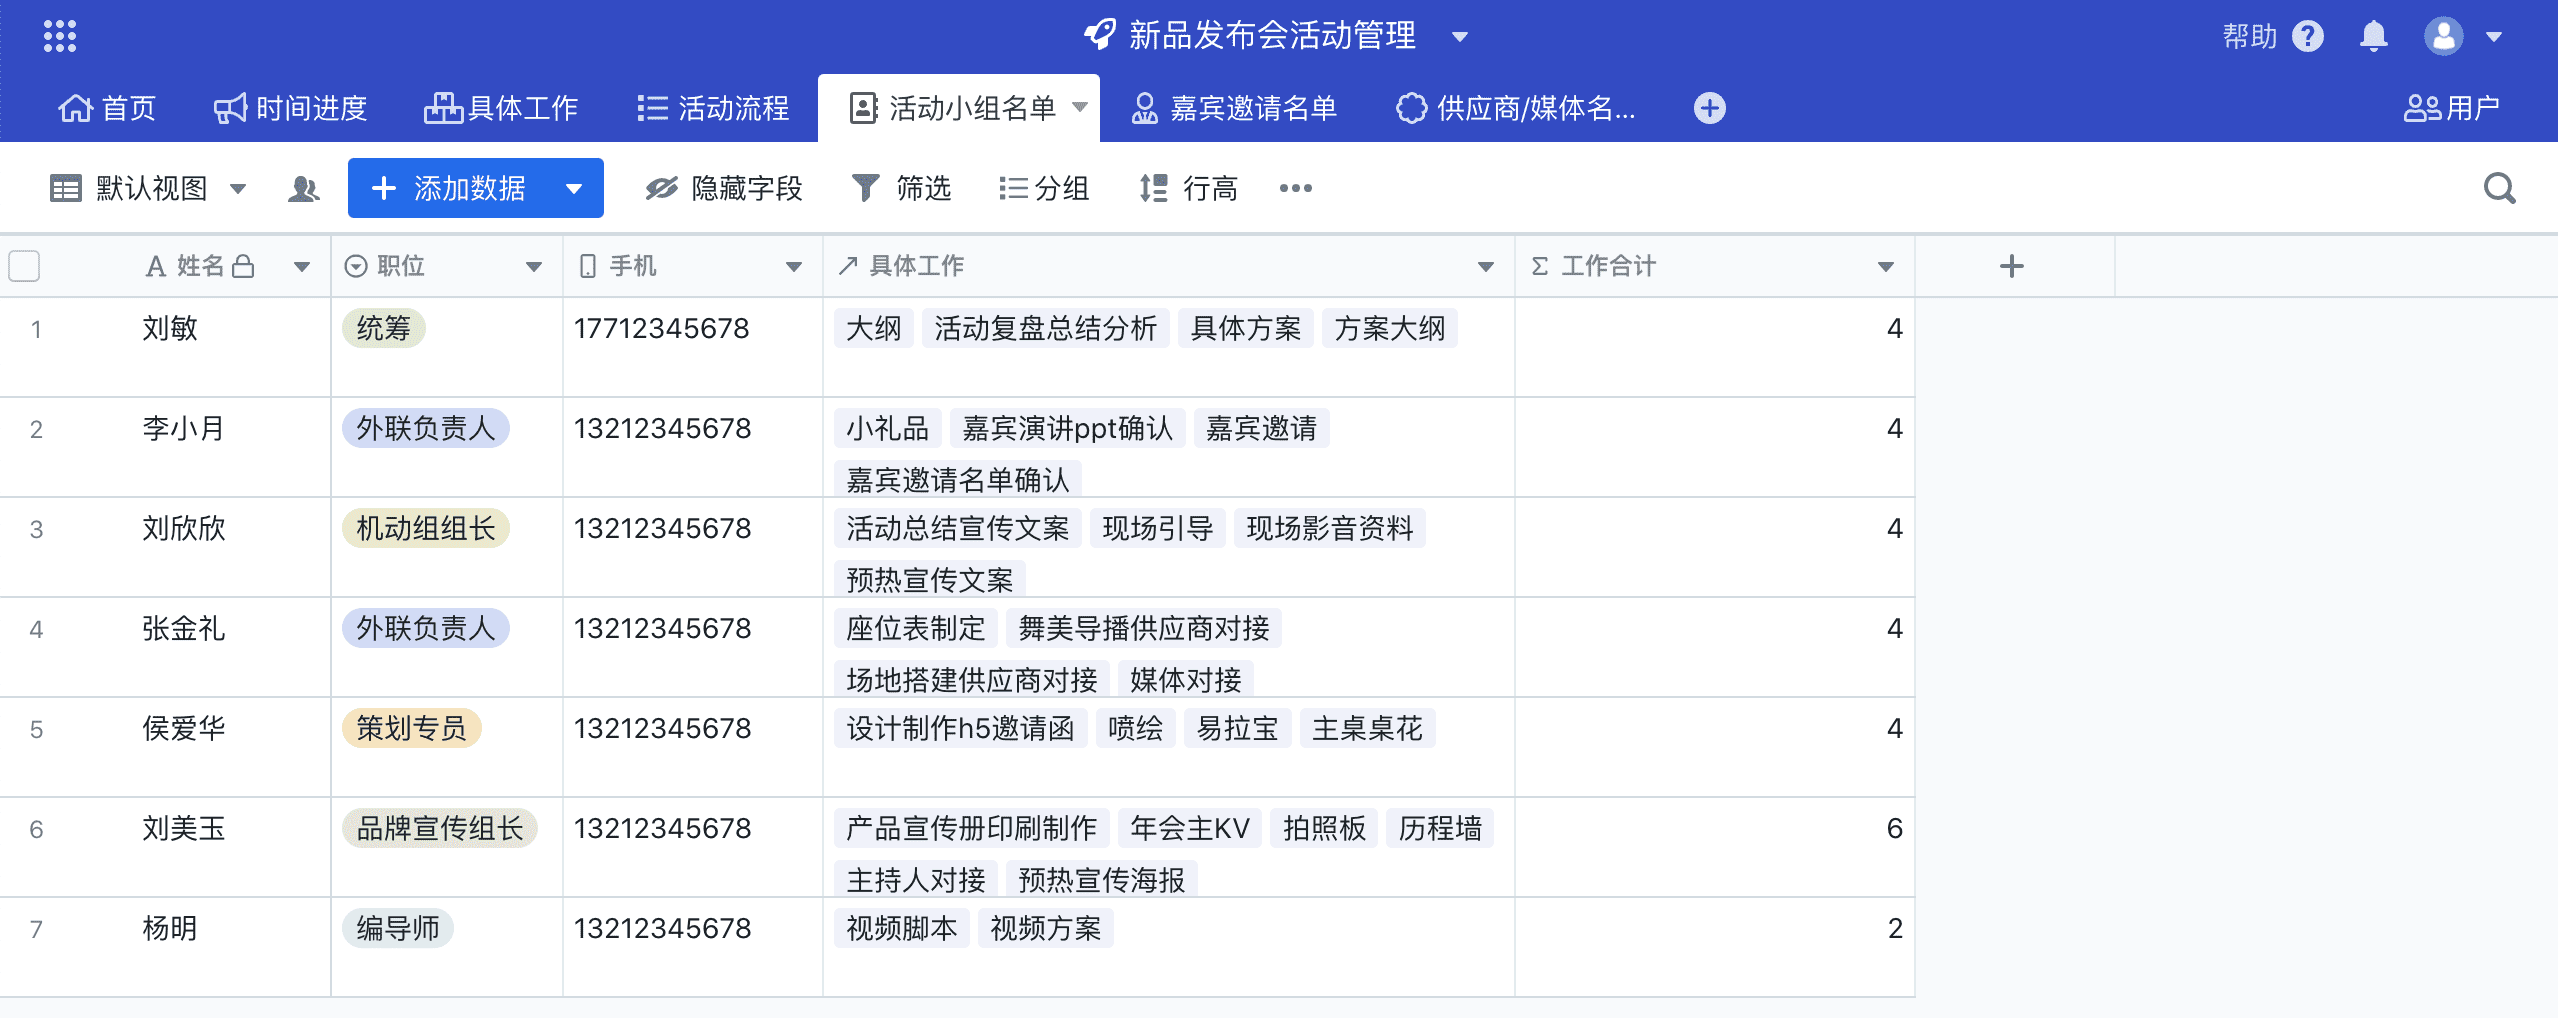 新品发布会活动管理
帮助
首页 时间进度 具体工作 活动流程 活动小组名单 嘉宾邀请名单 供应商/媒体名... 用户
默认视图 添加数据 隐藏字段 筛选 分组 行高
姓名 职位 手机 具体工作 工作合计
1 刘敏 统筹 17712345678 大纲 活动复盘总结分析 具体方案 方案大纲 4
2 李小月 外联负责人 13212345678 小礼品 嘉宾演讲ppt确认 嘉宾邀请 4
嘉宾邀请名单确认
3 刘欣欣 机动组组长 13212345678 活动总结宣传文案 现场引导 现场影音资料 4
预热宣传文案
4 张金礼 外联负责人 13212345678 座位表制定 舞美导播供应商对接 4
场地搭建供应商对接 媒体对接
5 侯爱华 策划专员 13212345678 设计制作h5邀请函 喷绘 易拉宝 主桌桌花 4
6 刘美玉 品牌宣传组长 13212345678 产品宣传册印刷制作 年会主KV 拍照板 历程墙 6
主持人对接 预热宣传海报
7 杨明 编导师 13212345678 视频脚本 视频方案 2